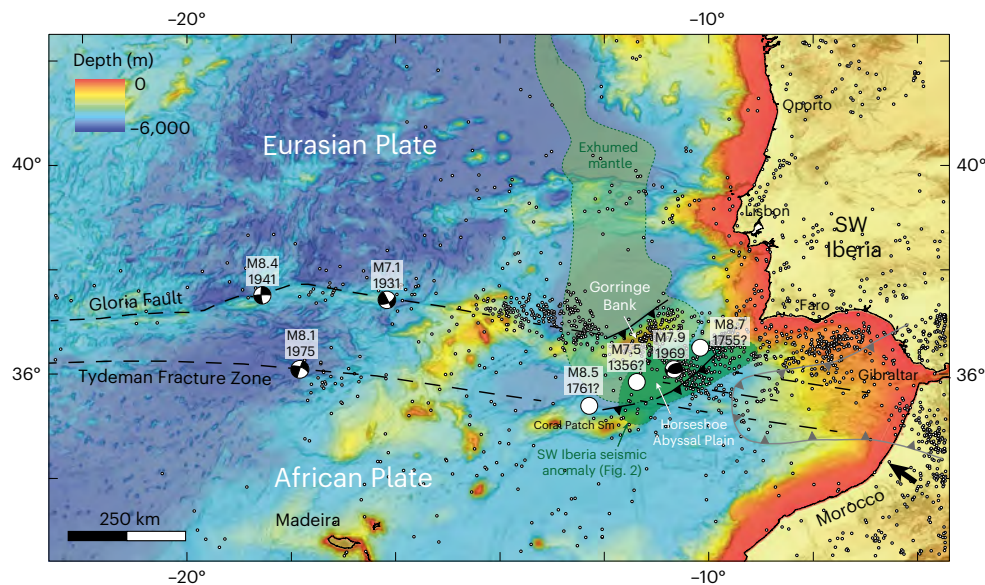 −20°
−10°
Depth (m)
0
−6,000
Oporto
Eurasian Plate
Exhumed
mantle
40°
40°
Lisbon
SW
Iberia
M8.4
1941
M7.1
1931
Gloria Fault
Gorringe
Bank
Faro
M8.7
1755?
M7.9
1969
M7.5
1356?
M8.1
1975
36°
Tydeman Fracture Zone
M8.5
1761?
Gibraltar
36°
Coral Patch Sm
Horseshoe
Abyssal Plain
SW Iberia seismic
anomaly (Fig. 2)
African Plate
250 km
Madeira
Morocco
−20°
−10°